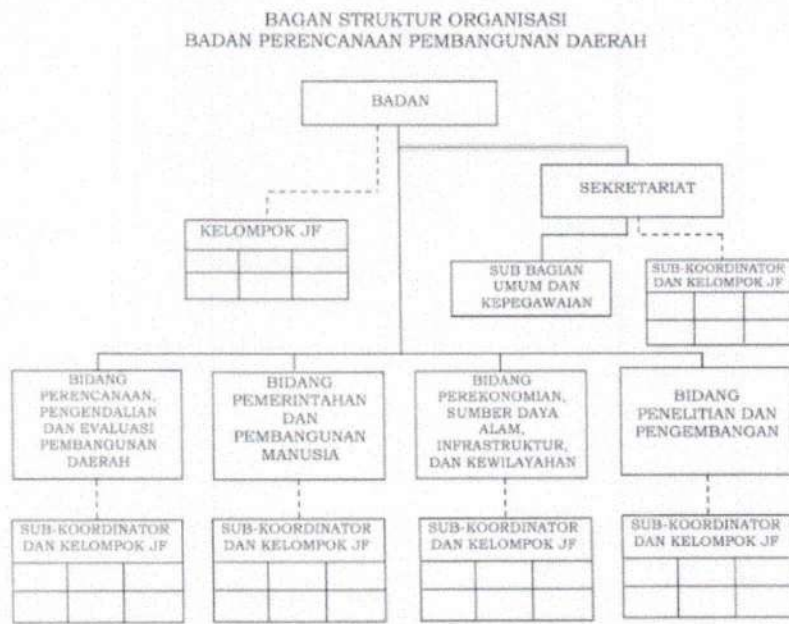 BAGAN STRUKTUR ORGANISASI
BADAN PERENCANAAN PEMBANGUNAN DAERAH
BADAN
SEKRETARIAT
KELOMPOK JF
SUB BAGIAN
UMUM DAN
KEPEGAWAIAN
SUB-KOORDINATOR
DAN KELOMPOK JF
BIDANG
PERENCANAAN,
PENGENDALIAN
DAN EVALUASI
PEMBANGUNAN
DAERAH
BIDANG
PEMERINTAHAN
DAN
PEMBANGUNAN
MANUSIA
BIDANG
PEREKONOMIAN,
SUMBER DAYA
ALAM,
INFRASTRUKTUR,
DAN KEWILAYAHAN
BIDANG
PENELITIAN DAN
PENGEMBANGAN
SUB-KOORDINATOR
DAN KELOMPOK JF
SUB-KOORDINATOR
DAN KELOMPOK JF
SUB-KOORDINATOR
DAN KELOMPOK JF
SUB-KOORDINATOR
DAN KELOMPOK JF